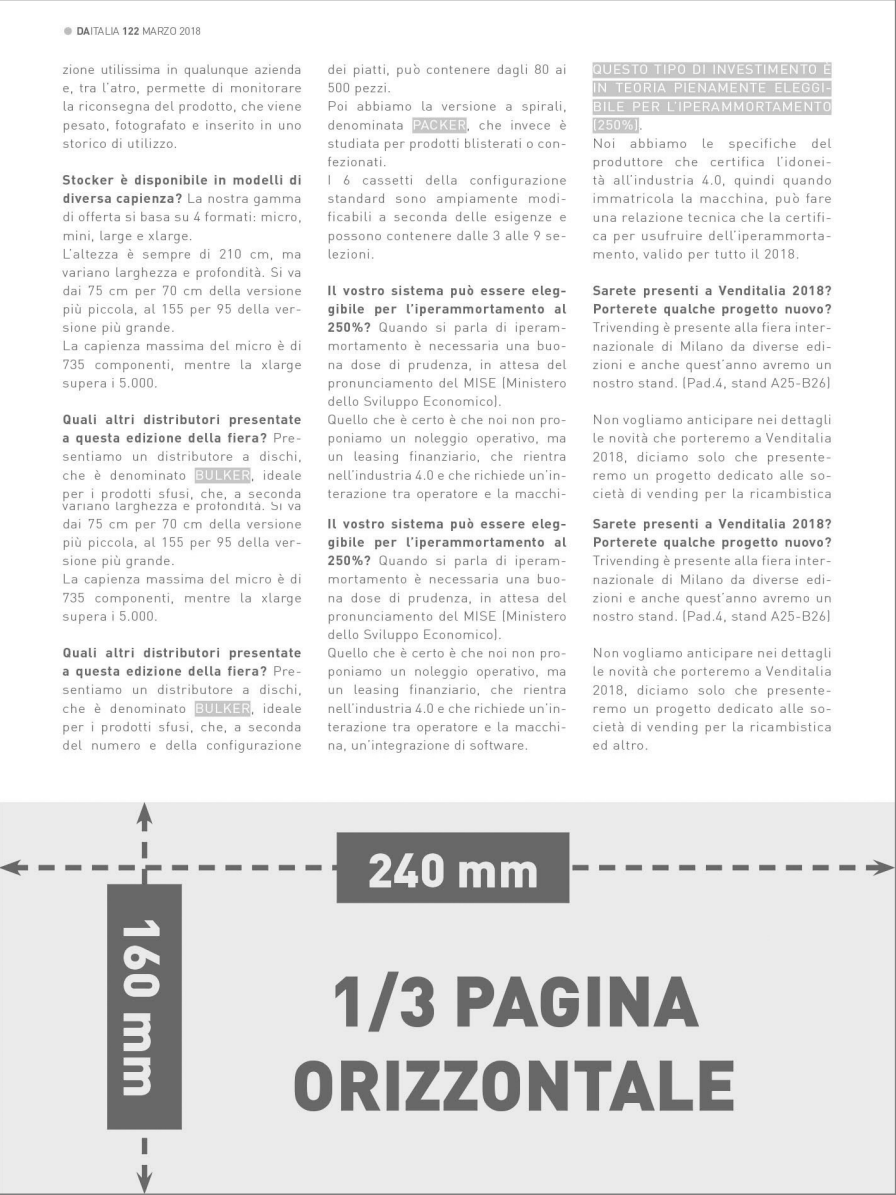 DAITALIA 122 MARZO 2018
zione utilissima in qualunque azienda
e, tra l'atro, permette di monitorare
la riconsegna del prodotto, che viene
pesato, fotografato e inserito in uno
storico di utilizzo.
Stocker è disponibile in modelli di
diversa capienza? La nostra gamma
di offerta si basa su 4 formati: micro,
mini, large e xlarge.
L'altezza è sempre di 210 cm, ma
variano larghezza e profondità. Si va
dai 75 cm per 70 cm della versione
più piccola, al 155 per 95 della ver-
sione più grande.
La capienza massima del micro è di
735 componenti, mentre la xlarge
supera i 5.000.
Quali altri distributori presentate
a questa edizione della fiera? Pre-
sentiamo un distributore a dischi,
che è denominato BULKER, ideale
per i prodotti sfusi, che, a seconda
variano larghezza e profondità. Si va
dai 75 cm per 70 cm della versione
più piccola, al 155 per 95 della ver-
sione più grande.
La capienza massima del micro è di
735 componenti, mentre la xlarge
supera i 5.000.
Quali altri distributori presentate
a questa edizione della fiera? Pre-
sentiamo un distributore a dischi,
che è denominato BULKER, ideale
per i prodotti sfusi, che, a seconda
del numero e della configurazione
dei piatti, può contenere dagli 80 ai
500 pezzi.
Poi abbiamo la versione a spirali,
denominata PACKER, che invece è
studiata per prodotti blisterati o con-
fezionati.
I 6 cassetti della configurazione
standard sono ampiamente modi-
ficabili a seconda delle esigenze e
possono contenere dalle 3 alle 9 se-
lezioni.
Il vostro sistema può essere eleg-
gibile per l'iperammortamento al
250%? Quando si parla di iperam-
mortamento è necessaria una buo-
na dose di prudenza, in attesa del
pronunciamento del MISE (Ministero
dello Sviluppo Economico).
Quello che è certo è che noi non pro-
poniamo un noleggio operativo, ma
un leasing finanziario, che rientra
nell'industria 4.0 e che richiede un'in-
terazione tra operatore e la macchi-
Il vostro sistema può essere eleg-
gibile per l'iperammortamento al
250%? Quando si parla di iperam-
mortamento è necessaria una buo-
na dose di prudenza, in attesa del
pronunciamento del MISE (Ministero
dello Sviluppo Economico).
Quello che è certo è che noi non pro-
poniamo un noleggio operativo, ma
un leasing finanziario, che rientra
nell'industria 4.0 e che richiede un'in-
terazione tra operatore e la macchi-
na, un'integrazione di software.
QUESTO TIPO DI INVESTIMENTO È
IN TEORIA PIENAMENTE ELEGGI-
BILE PER L'IPERAMMORTAMENTO
(250%).
Noi abbiamo le specifiche del
produttore che certifica l'idonei-
tà all'industria 4.0, quindi quando
immatricola la macchina, può fare
una relazione tecnica che la certifi-
ca per usufruire dell'iperammorta-
mento, valido per tutto il 2018.
Sarete presenti a Venditalia 2018?
Porterete qualche progetto nuovo?
Trivending è presente alla fiera inter-
nazionale di Milano da diverse edi-
zioni e anche quest'anno avremo un
nostro stand. (Pad.4, stand A25-B26)
Non vogliamo anticipare nei dettagli
le novità che porteremo a Venditalia
2018, diciamo solo che presente-
remo un progetto dedicato alle so-
cietà di vending per la ricambistica
Sarete presenti a Venditalia 2018?
Porterete qualche progetto nuovo?
Trivending è presente alla fiera inter-
nazionale di Milano da diverse edi-
zioni e anche quest'anno avremo un
nostro stand. (Pad.4, stand A25-B26)
Non vogliamo anticipare nei dettagli
le novità che porteremo a Venditalia
2018, diciamo solo che presente-
remo un progetto dedicato alle so-
cietà di vending per la ricambistica
ed altro.
240 mm
160 mm
1/3 PAGINA
ORIZZONTALE